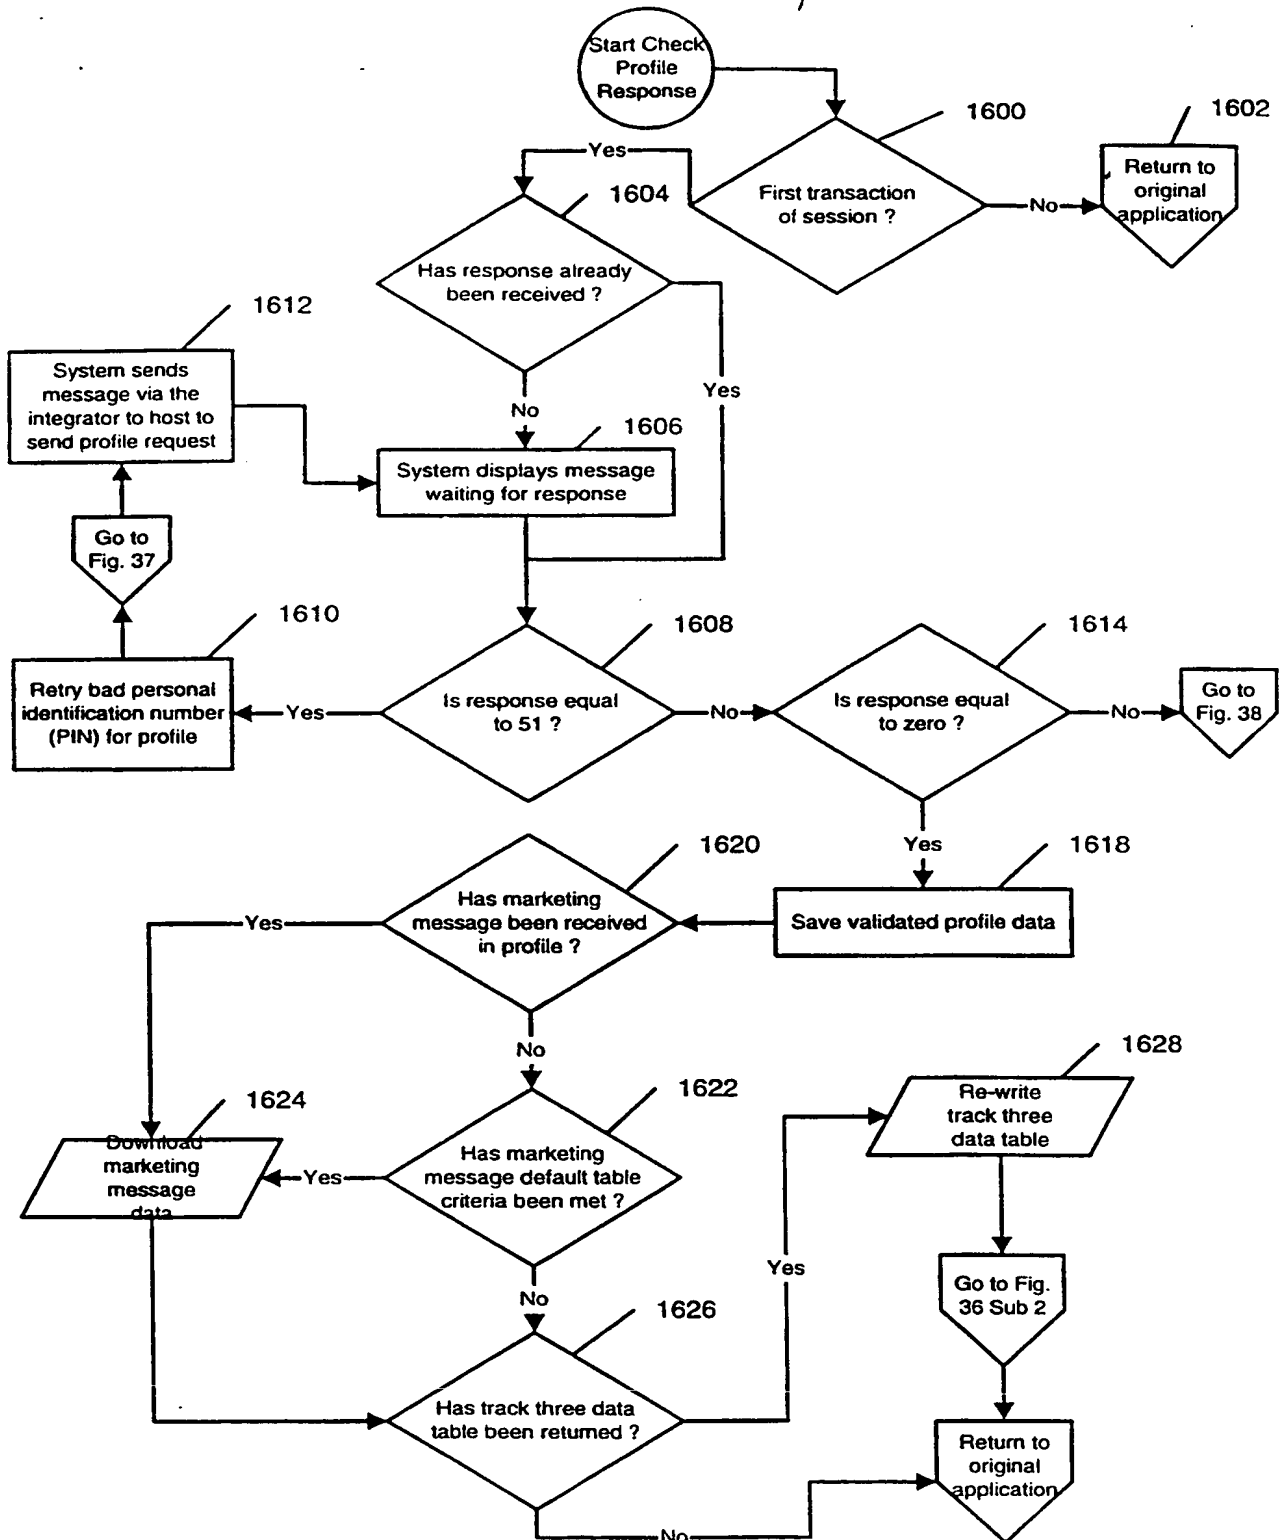 Start Check
Profile
Response
1600
1602
Yes
First transaction
of session ?
No
Return to
original
application
1604
Has response already
been received ?
1612
System sends
message via the
integrator to host to
send profile request
Yes
No
1606
System displays message
waiting for response
Go to
Fig. 37
1610
1608
1614
Retry bad personal
identification number
(PIN) for profile
Yes
Is response equal
to 51 ?
No
Is response equal
to zero ?
No
Go to
Fig. 38
Yes
1620
1618
Yes
Has marketing
message been received
in profile ?
Save validated profile data
No
1628
1624
1622
Re-write
track three
data table
Download
marketing
message
data
Yes
Has marketing
message default table
criteria been met ?
Yes
No
Go to Fig.
36 Sub 2
1626
Has track three data
table been returned ?
Return to
original
application
No